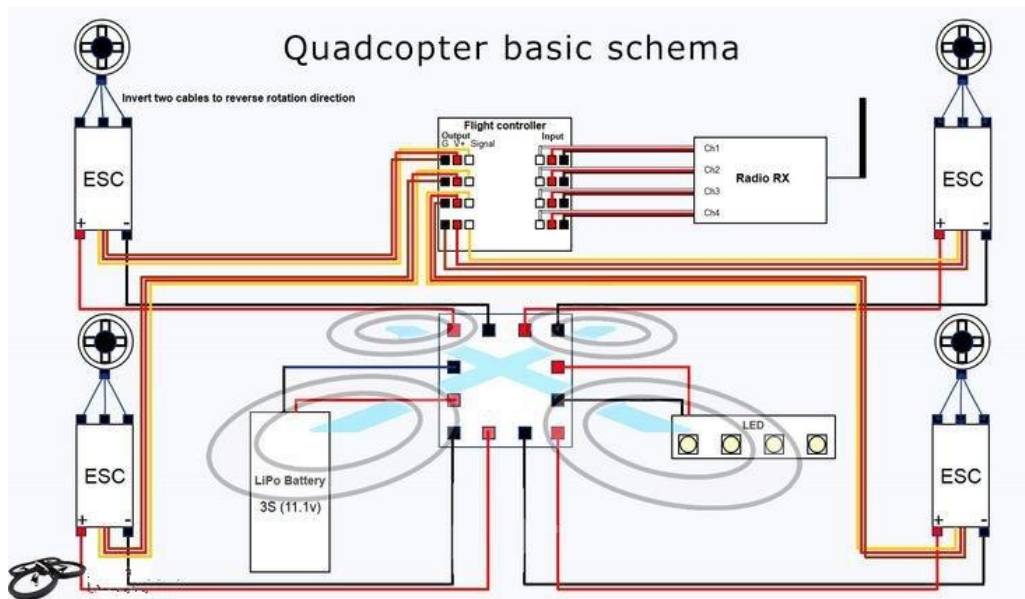 Quadcopter basic schema
Invert two cables to reverse rotation direction
Flight controller
Output Input
G V+ Signal
ESC
+ -
Ch1
Ch2
Ch3
Ch4
Radio RX
ESC
+ -
ESC
+ -
LiPo Battery
3S (11.1v)
LED
ESC
+ -